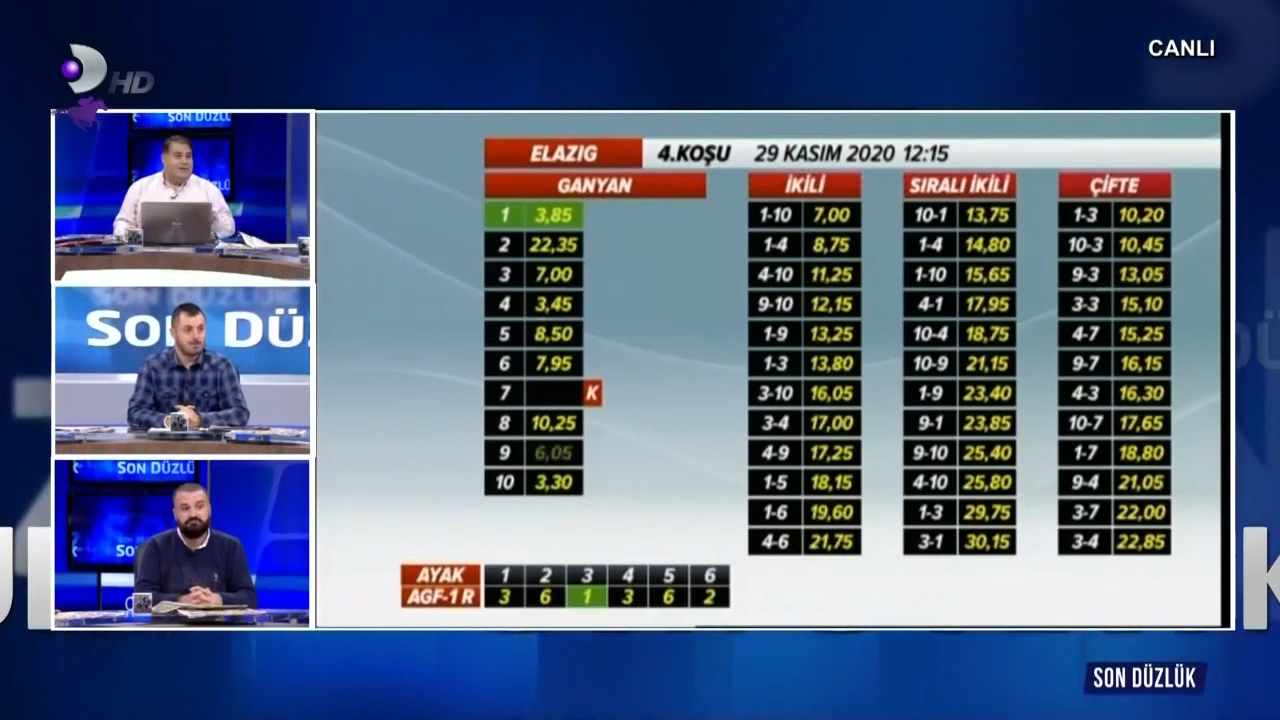 CANLI
HD
SON DÜZLÜ
SON DÜZLÜK
SON DÜZ
SON DÜZLÜ
SO
ELAZIG 4.KOŞU 29 KASIM 2020 12:15
GANYAN İKİLİ SIRALI İKİLİ ÇİFTE
1 3,85 1-10 7,00 10-1 13,75 1-3 10,20
2 22,35 1-4 8,75 1-4 14,80 10-3 10,45
3 7,00 4-10 11,25 1-10 15,65 9-3 13,05
4 3,45 9-10 12,15 4-1 17,95 3-3 15,10
5 8,50 1-9 13,25 10-4 18,75 4-7 15,25
6 7,95 1-3 13,80 10-9 21,15 9-7 16,15
7 K 3-10 16,05 1-9 23,40 4-3 16,30
8 10,25 3-4 17,00 9-1 23,85 10-7 17,65
9 6,05 4-9 17,25 9-10 25,40 1-7 18,80
10 3,30 1-5 18,15 4-10 25,80 9-4 21,05
1-6 19,60 1-3 29,75 3-7 22,00
4-6 21,75 3-1 30,15 3-4 22,85
AYAK 1 2 3 4 5 6
AGF-1 R 3 6 1 3 6 2
SON DÜZLÜK